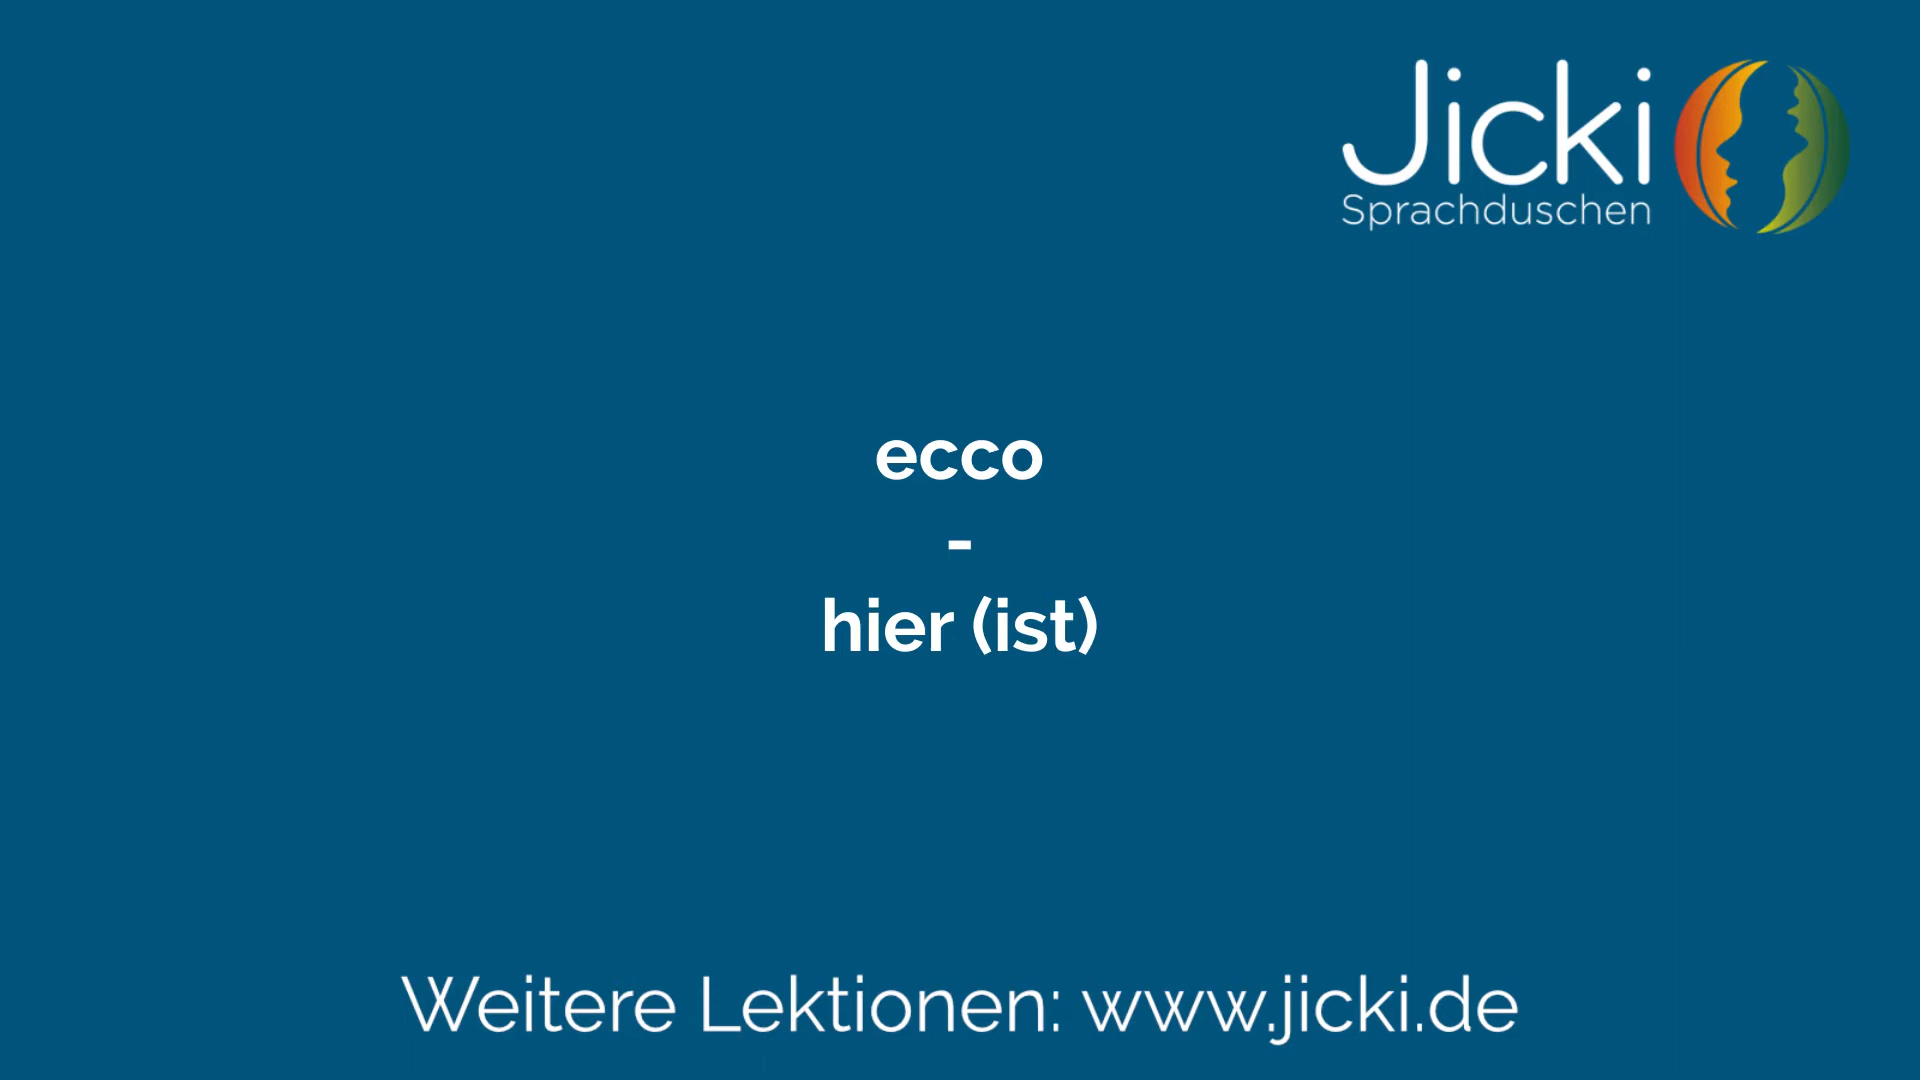 Jicki
Sprachduschen
ecco
-
hier (ist)
Weitere Lektionen: www.jicki.de